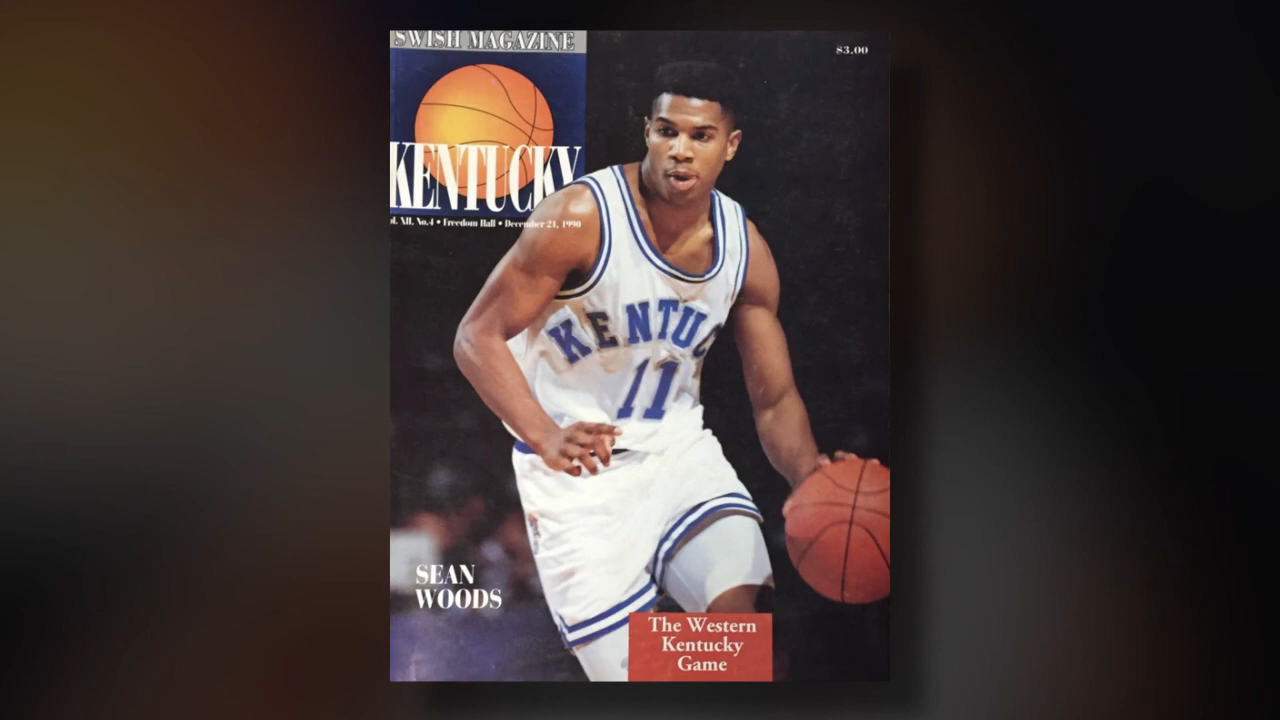 SWISH MAGAZINE
$3.00
KENTUCKY
l. XII, No.4 • Freedom Hall • December 21, 1990
KENTUC
11
SEAN
WOODS
The Western
Kentucky
Game